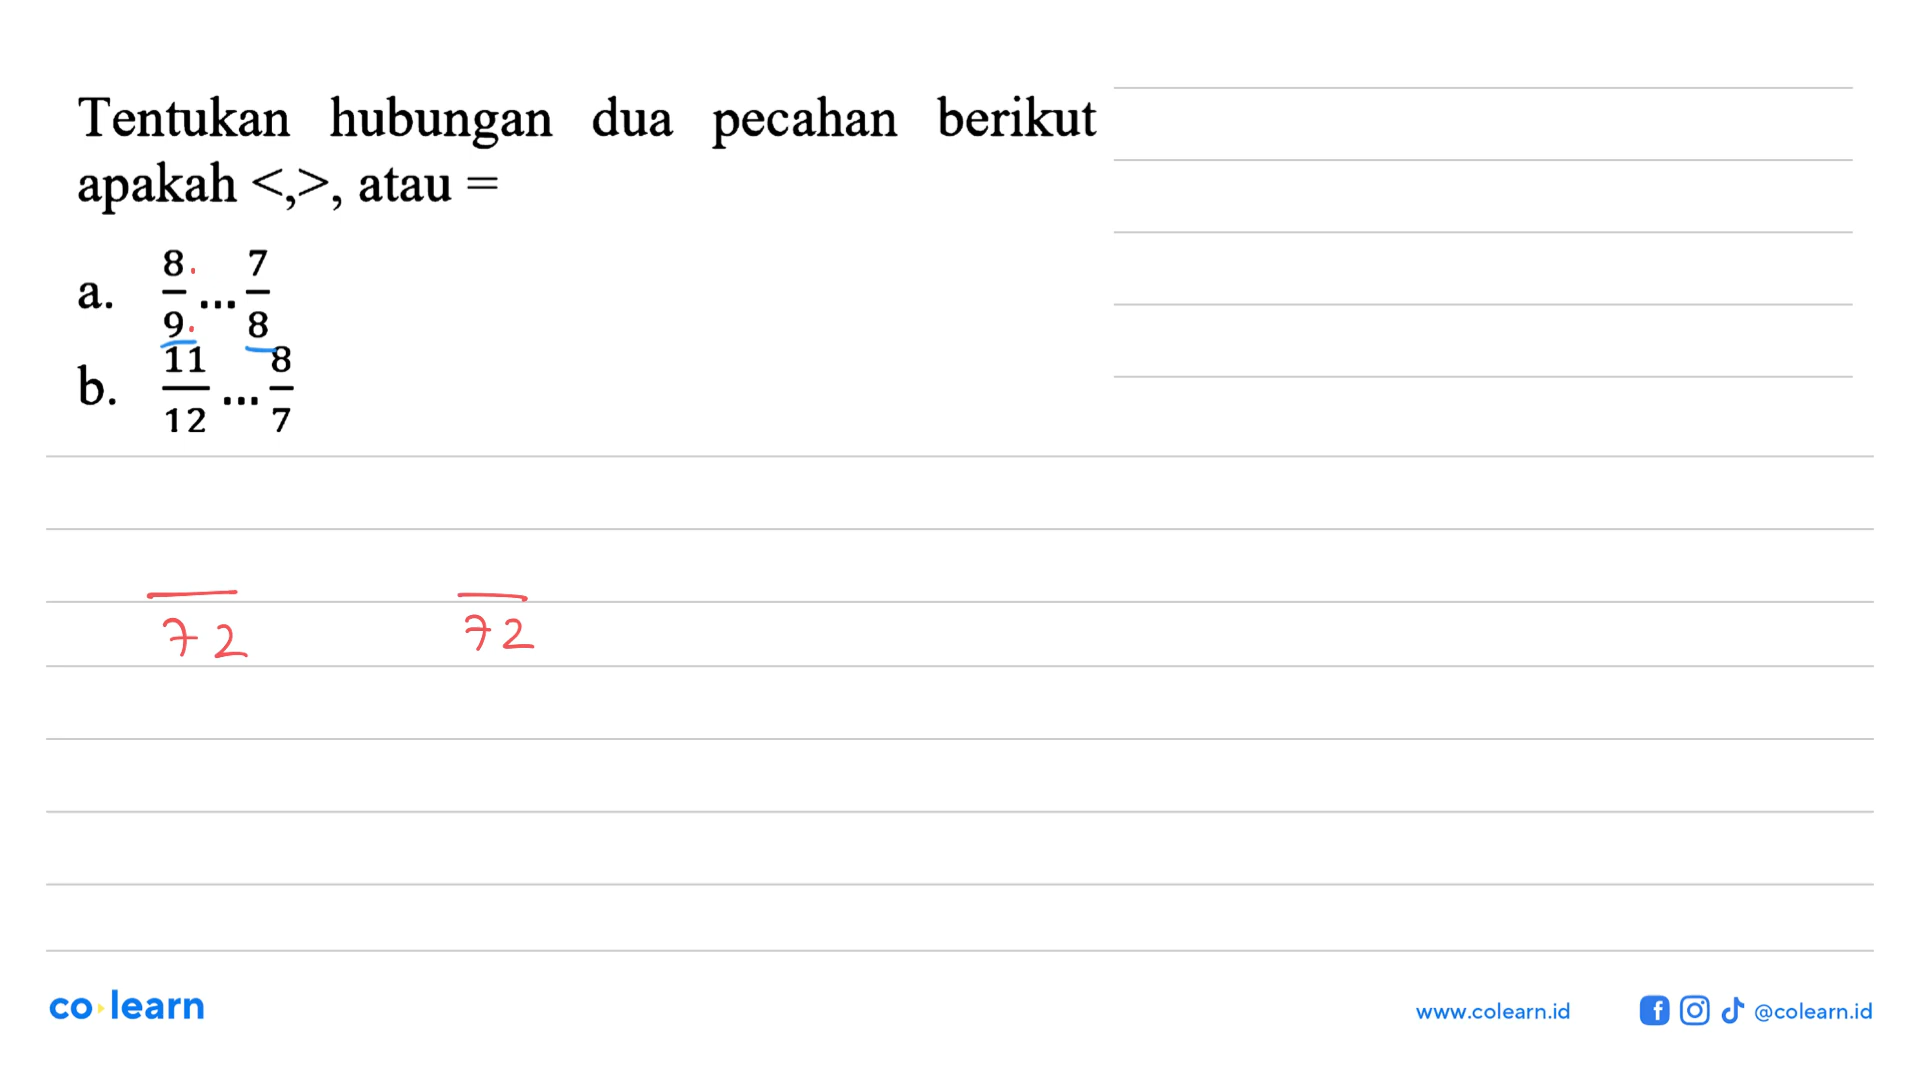 Tentukan hubungan dua pecahan berikut
apakah <,>, atau =
a. 8/9 ... 7/8
b. 11/12 ... 8/7
72 72
co learn
www.colearn.id @colearn.id